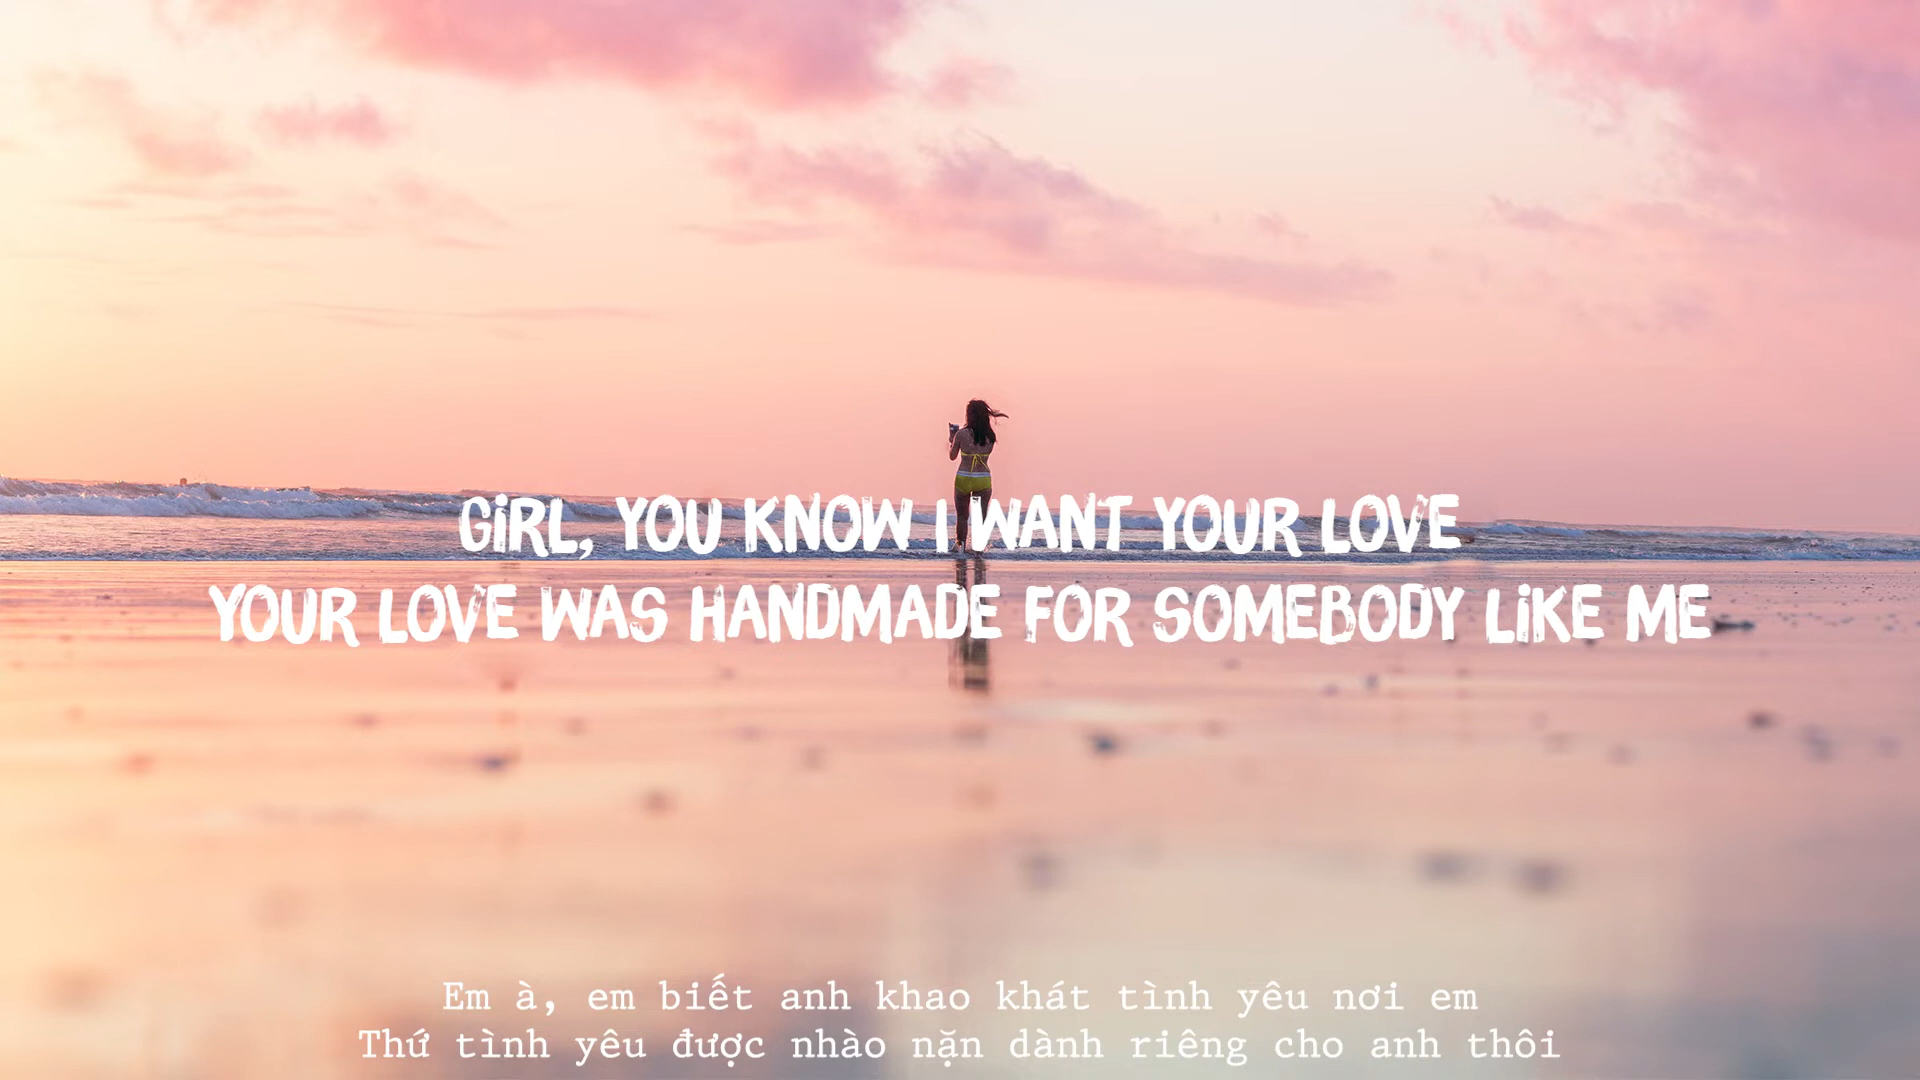 GIRL, YOU KNOW I WANT YOUR LOVE
YOUR LOVE WAS HANDMADE FOR SOMEBODY LIKE ME
Em à, em biết anh khao khát tình yêu nơi em
Thứ tình yêu được nhào nặn dành riêng cho anh thôi